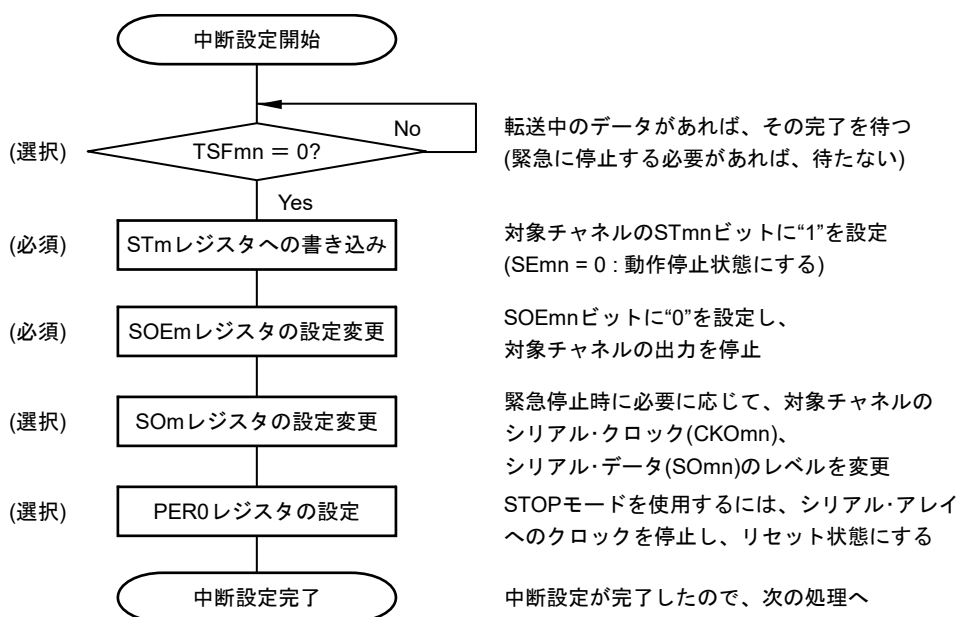 中断設定開始
No
(選択)
TSFmn ＝ 0?
転送中のデータがあれば、その完了を待つ
(緊急に停止する必要があれば、待たない)
Yes
(必須)
STmレジスタへの書き込み
対象チャネルのSTmnビットに“1”を設定
(SEmn = 0 : 動作停止状態にする)
(必須)
SOEmレジスタの設定変更
SOEmnビットに“0”を設定し、
対象チャネルの出力を停止
(選択)
SOmレジスタの設定変更
緊急停止時に必要に応じて、対象チャネルの
シリアル･クロック(CKOmn)、
シリアル･データ(SOmn)のレベルを変更
(選択)
PER0レジスタの設定
STOPモードを使用するには、シリアル･アレイ
へのクロックを停止し、リセット状態にする
中断設定完了
中断設定が完了したので、次の処理へ